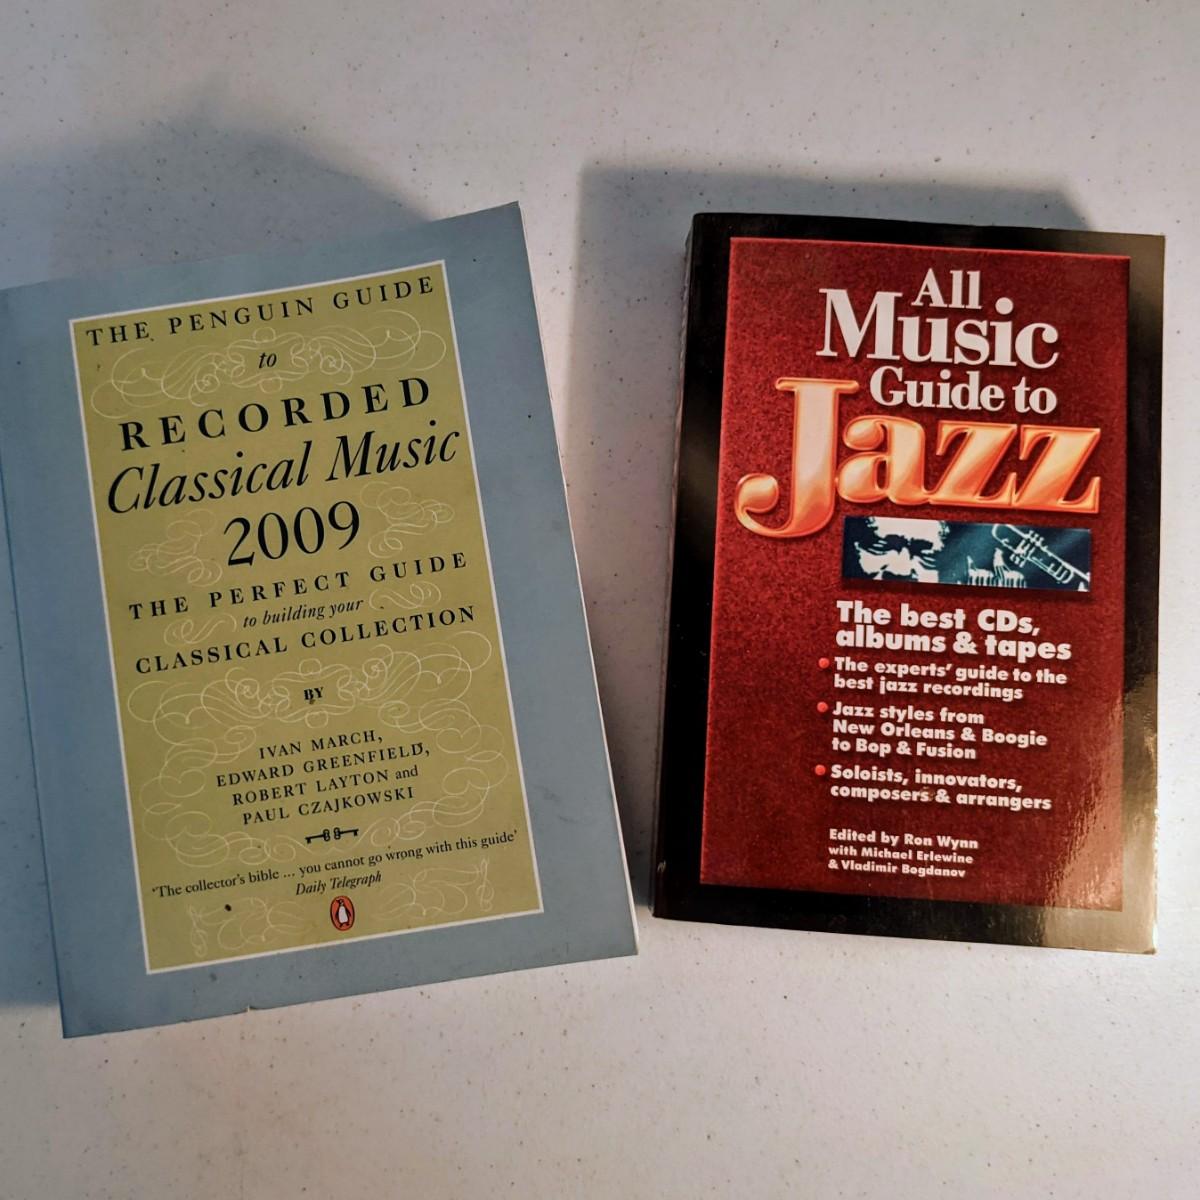 THE PENGUIN GUIDE
to
RECORDED
Classical Music
2009
THE PERFECT GUIDE
to building your
CLASSICAL COLLECTION
BY
IVAN MARCH,
EDWARD GREENFIELD,
ROBERT LAYTON and
PAUL CZAJKOWSKI
'The collector's bible ... you cannot go wrong with this guide'
Daily Telegraph
All
Music
Guide to
Jazz
The best CDs,
albums & tapes
The experts' guide to the
best jazz recordings
Jazz styles from
New Orleans & Boogie
to Bop & Fusion
Soloists, innovators,
composers & arrangers
Edited by Ron Wynn
with Michael Erlewine
& Vladimir Bogdanov